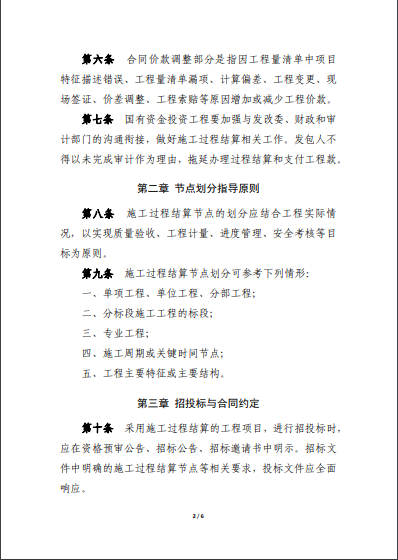 第六条　合同价款调整部分是指因工程量清单中项目
特征描述错误、工程量清单漏项、计算偏差、工程变更、现
场签证、价差调整、工程索赔等原因增加或减少工程价款。
第七条　国有资金投资工程要加强与发改委、财政和审
计部门的沟通衔接，做好施工过程结算相关工作。发包人不
得以未完成审计作为理由，拖延办理过程结算和支付工程款。
第二章 节点划分指导原则
第八条　施工过程结算节点的划分应结合工程实际情
况，以实现质量验收、工程计量、进度管理、安全考核等目
标为原则。
第九条　施工过程结算节点划分可参考下列情形：
一、单项工程、单位工程、分部工程；
二、分标段施工工程的标段；
三、专业工程；
四、施工周期或关键时间节点；
五、工程主要特征或主要结构。
第三章 招投标与合同约定
第十条　采用施工过程结算的工程项目，进行招投标时，
应在资格预审公告、招标公告、招标邀请书中明示。招标文
件中明确的施工过程结算节点等相关要求，投标文件应全面
响应。
2 / 6